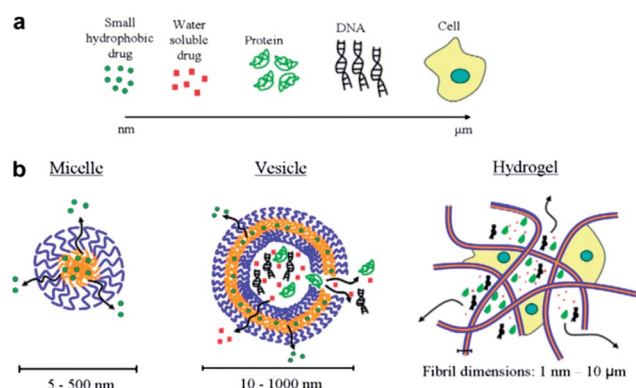 a
Small
hydrophobic
drug
Water
soluble drug
Protein
DNA
Cell
nm
μm
b
Micelle
Vesicle
Hydrogel
5 - 500 nm
10 - 1000 nm
Fibril dimensions: 1 nm – 10 μm